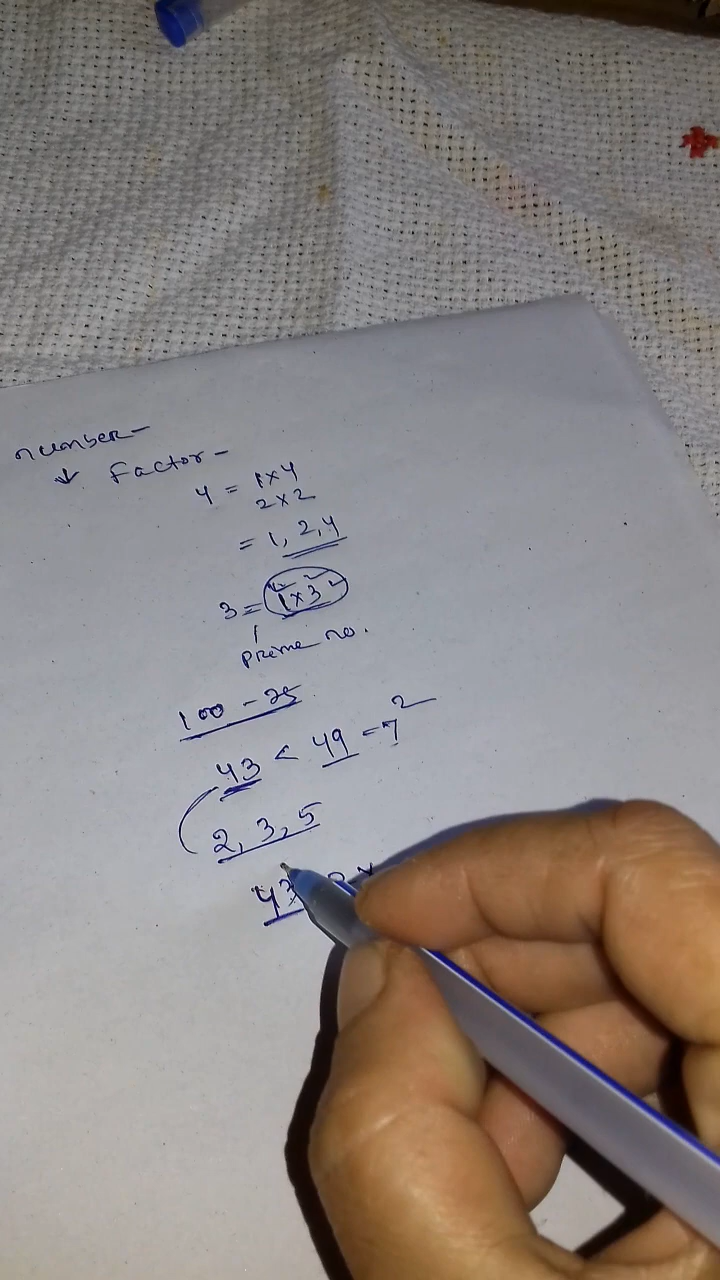 number-
↓ Factor-
4 = 1×4
2×2
= 1, 2, 4
3 = 1×3
prime no.
100 - 25
43 < 49 = 7²
2, 3, 5
43